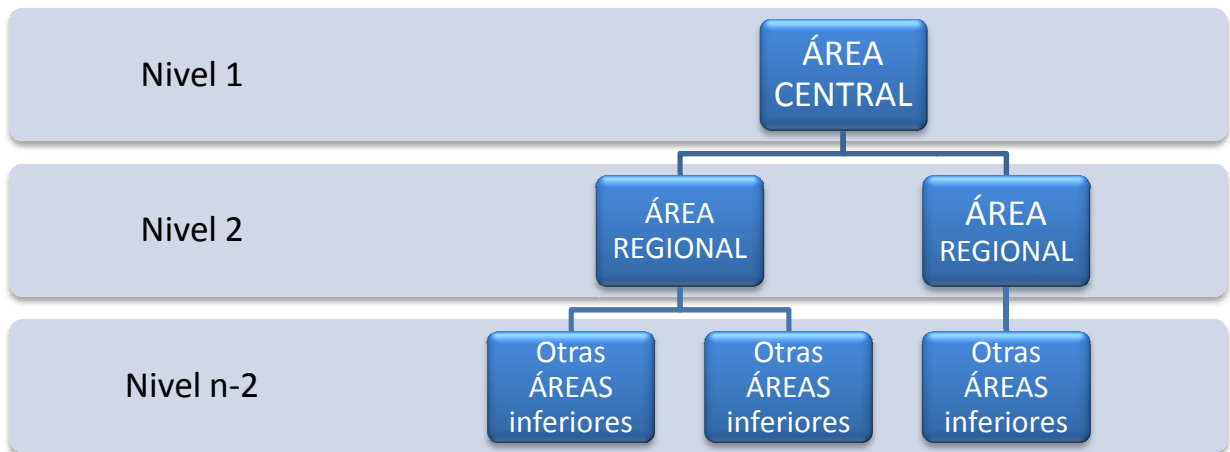 Nivel 1
ÁREA
CENTRAL
Nivel 2
ÁREA
REGIONAL
ÁREA
REGIONAL
Nivel n-2
Otras
ÁREAS
inferiores
Otras
ÁREAS
inferiores
Otras
ÁREAS
inferiores